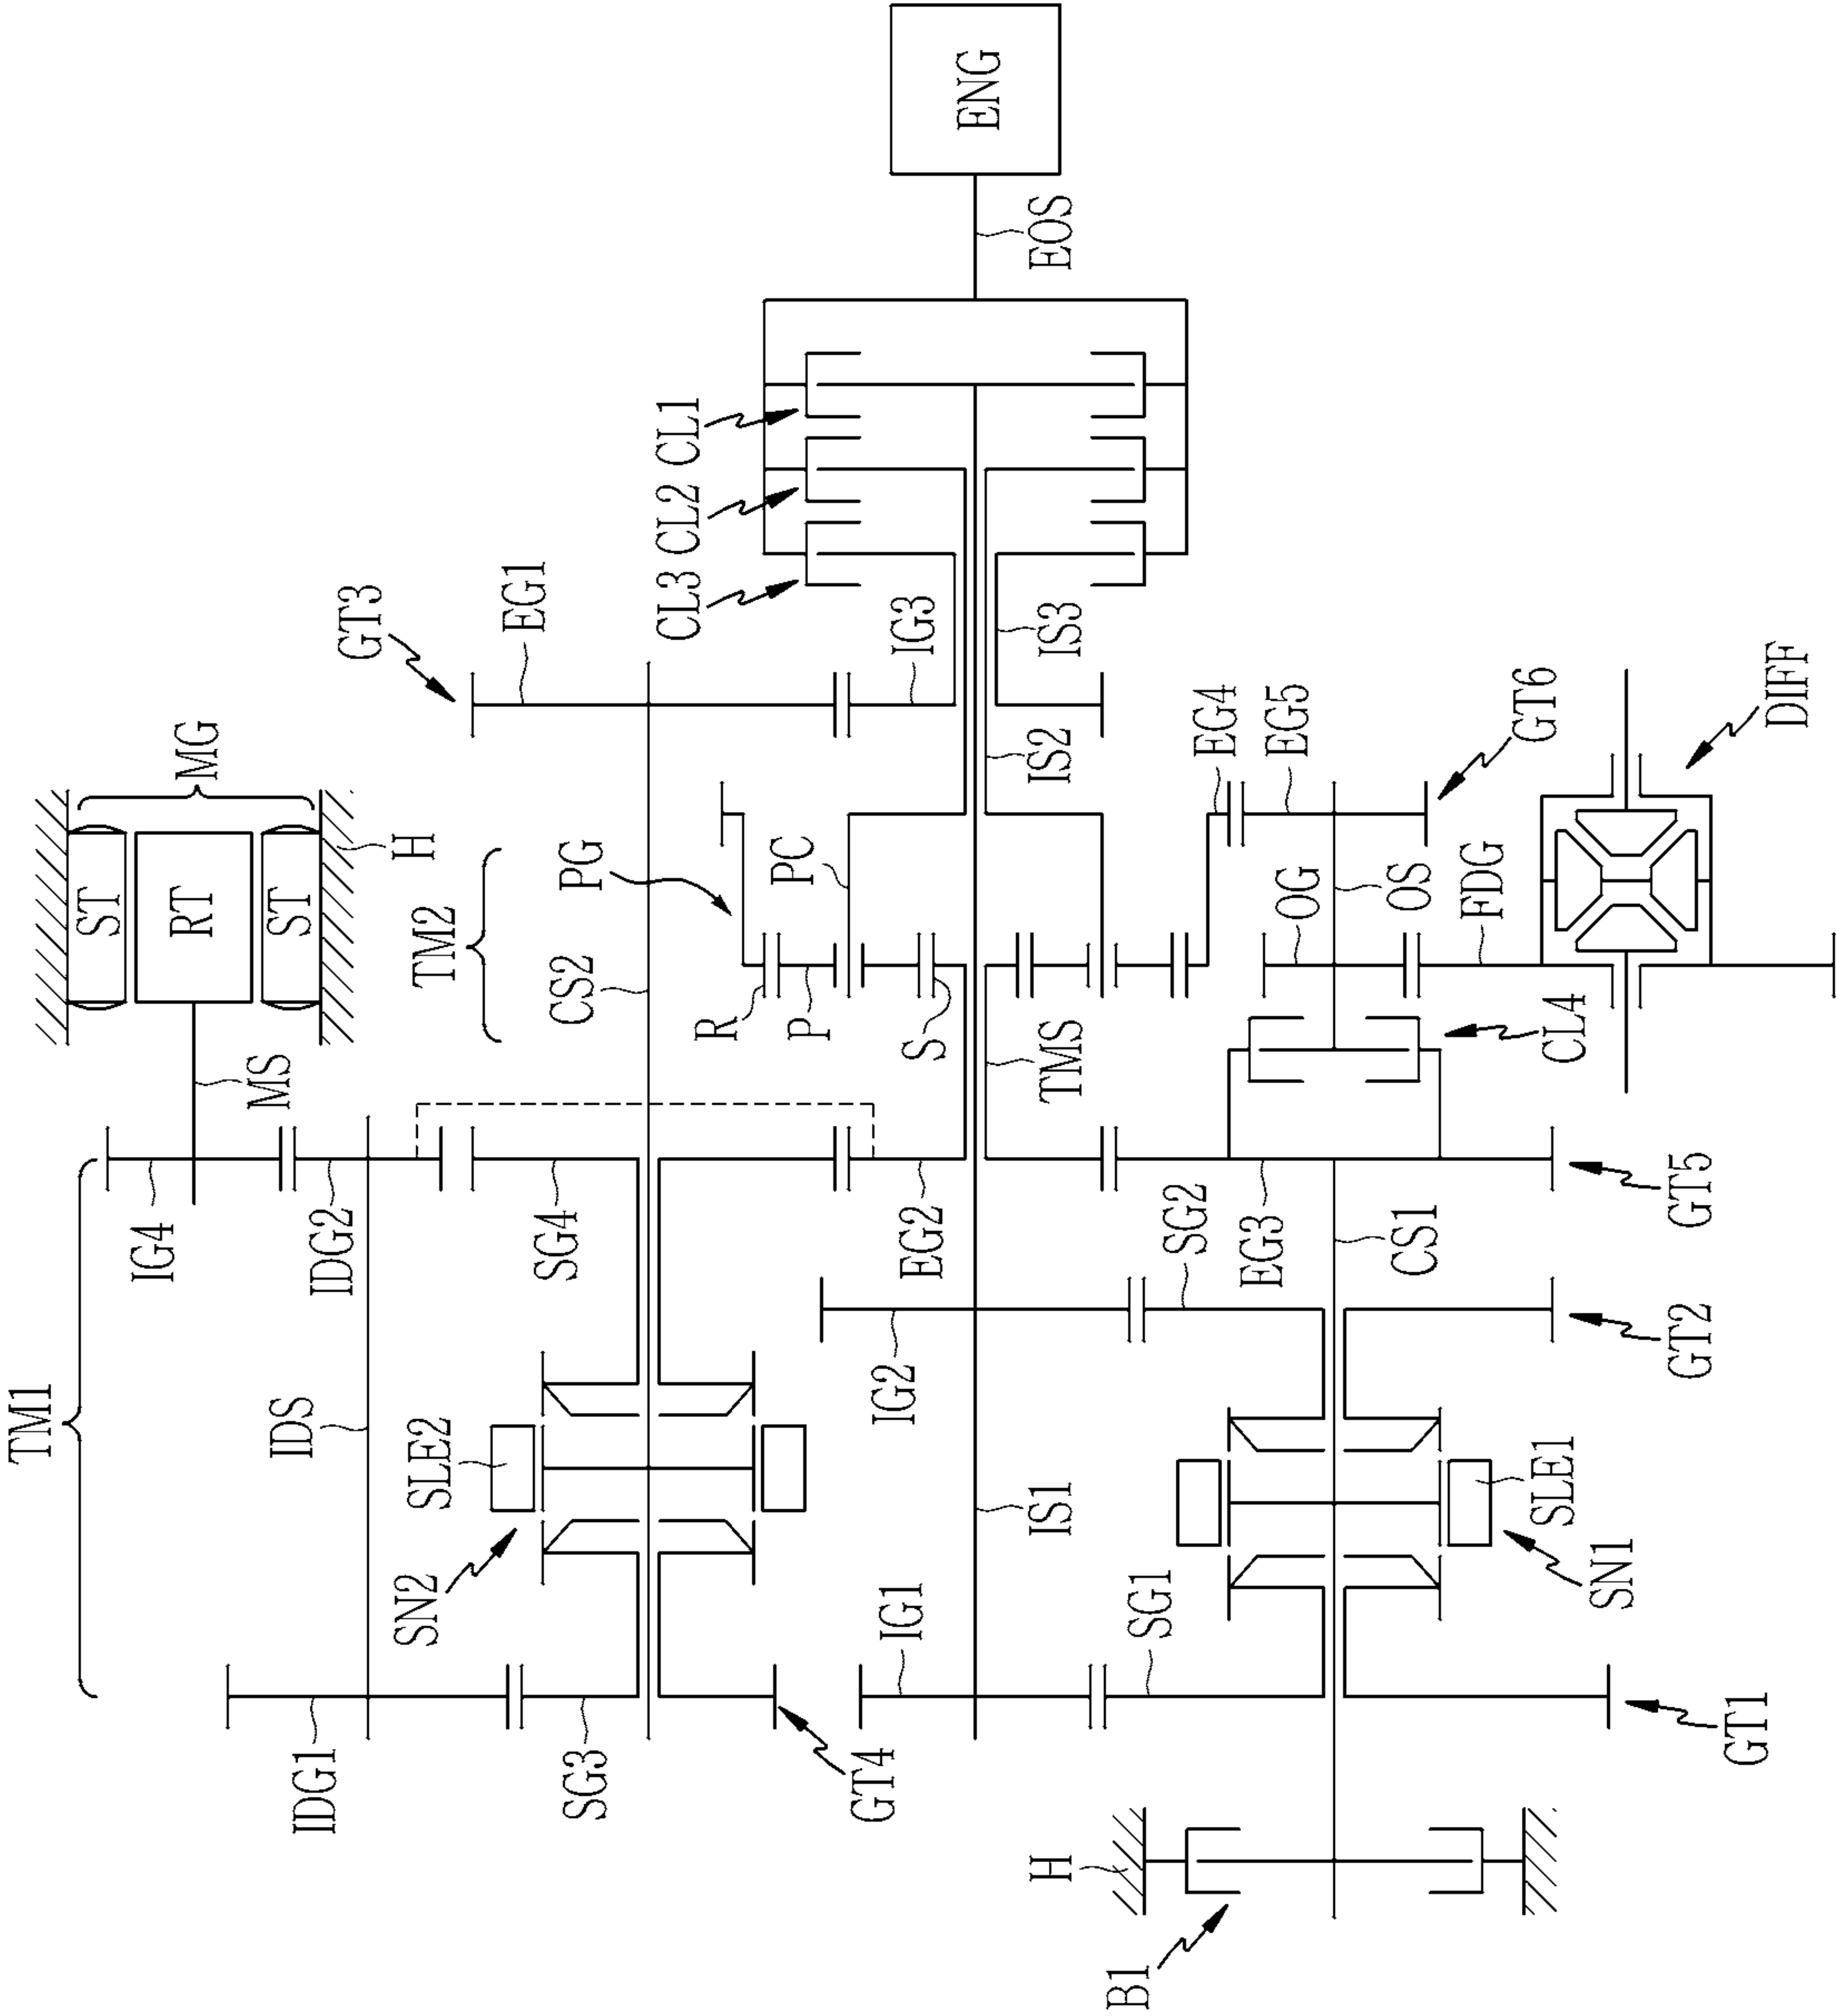 TM1
IG4
MS
ST
RT
ST
MG
H
IDG2
IDS
IDG1
GT3
EG1
SLE2
SN2
SG4
SG3
CS2
TM2
PG
R
P
PC
S
CL3
CL2
CL1
GT4
EG2
IG2
IG1
IG3
ENG
EOS
IS3
IS2
TMS
IS1
H
B1
SG1
SG2
EG3
EG4
EG5
OG
OS
CS1
FDG
GT6
CL4
SLE1
SN1
GT5
GT2
GT1
DIFF